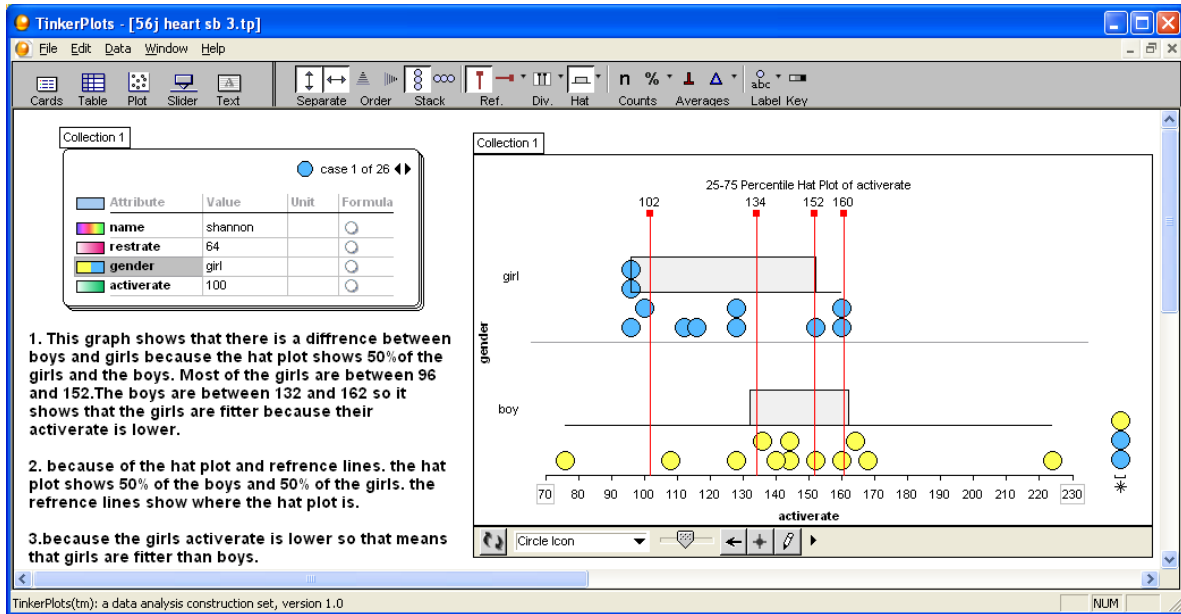 TinkerPlots - [56j heart sb 3.tp]
File Edit Data Window Help
Cards Table Plot Slider Text Separate Order Stack Ref. Div. Hat n % Counts Averages abc Label Key
Collection 1
case 1 of 26
Attribute Value Unit Formula
name shannon
restrate 64
gender girl
activerate 100
1. This graph shows that there is a diffrence between
boys and girls because the hat plot shows 50%of the
girls and the boys. Most of the girls are between 96
and 152.The boys are between 132 and 162 so it
shows that the girls are fitter because their
activerate is lower.
2. because of the hat plot and refrence lines. the hat
plot shows 50% of the boys and 50% of the girls. the
refrence lines show where the hat plot is.
3.because the girls activerate is lower so that means
that girls are fitter than boys.
Collection 1
25-75 Percentile Hat Plot of activerate
102 134 152 160
girl
gender
boy
70 80 90 100 110 120 130 140 150 160 170 180 190 200 210 220 230
activerate
Circle Icon
TinkerPlots(tm): a data analysis construction set, version 1.0
NUM